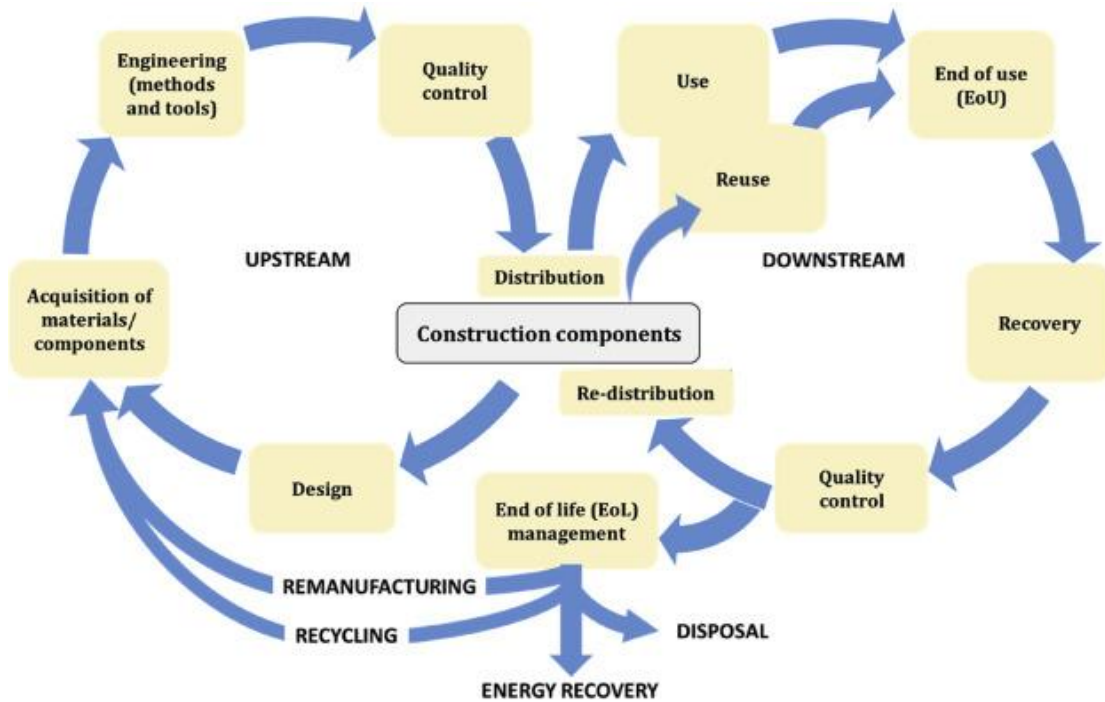 Engineering
(methods
and tools)
Quality
control
Use
End of use
(EoU)
Reuse
UPSTREAM
DOWNSTREAM
Distribution
Acquisition of
materials/
components
Construction components
Recovery
Re-distribution
Design
End of life (EoL)
management
Quality
control
REMANUFACTURING
RECYCLING
DISPOSAL
ENERGY RECOVERY